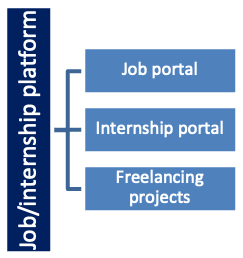 Job/internship platform
Job portal
Internship portal
Freelancing
projects